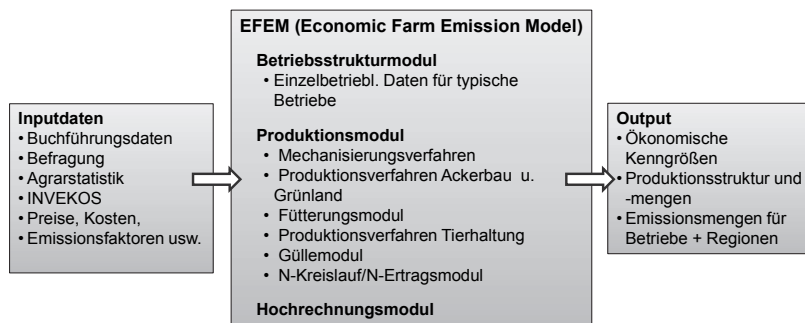 EFEM (Economic Farm Emission Model)
Betriebsstrukturmodul
• Einzelbetriebl. Daten für typische
Betriebe
Inputdaten
• Buchführungsdaten
• Befragung
• Agrarstatistik
• INVEKOS
• Preise, Kosten,
• Emissionsfaktoren usw.
Produktionsmodul
• Mechanisierungsverfahren
• Produktionsverfahren Ackerbau u.
Grünland
• Fütterungsmodul
• Produktionsverfahren Tierhaltung
• Güllemodul
• N-Kreislauf/N-Ertragsmodul
Hochrechnungsmodul
Output
• Ökonomische
Kenngrößen
• Produktionsstruktur und
-mengen
• Emissionsmengen für
Betriebe + Regionen